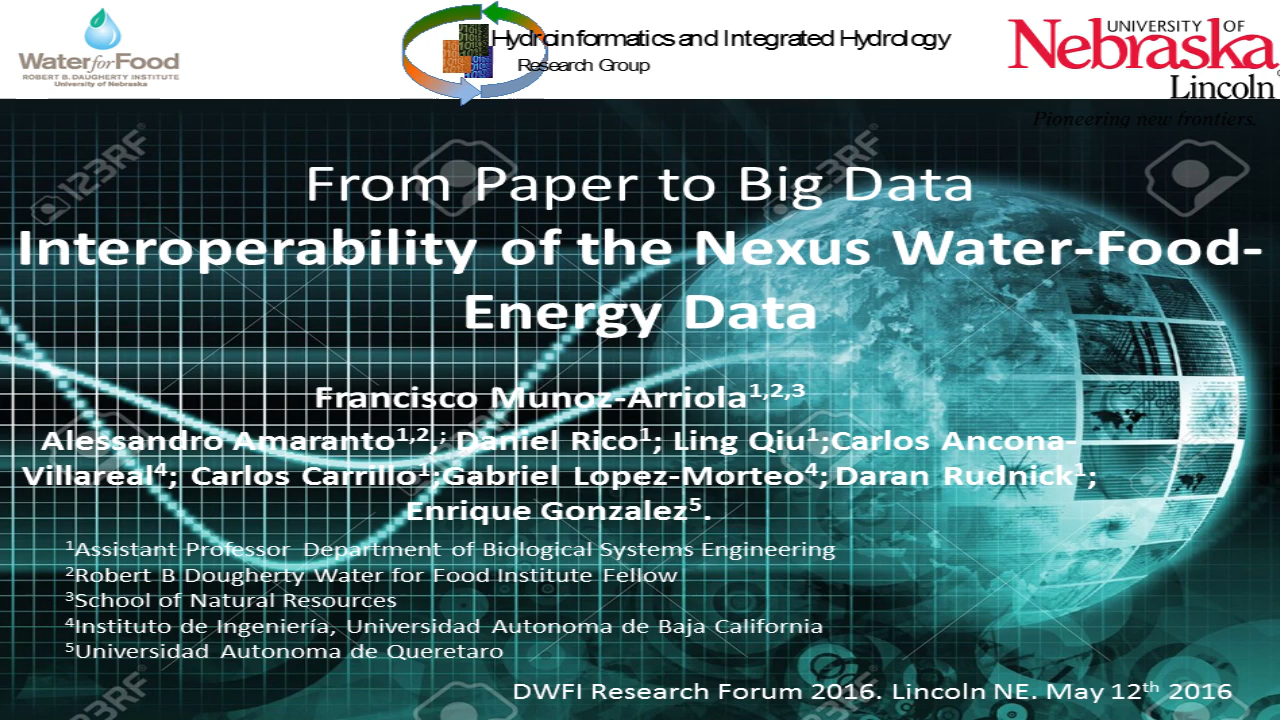 Water for Food
ROBERT B. DAUGHERTY INSTITUTE
University of Nebraska
Hydroinformatics and Integrated Hydrology
Research Group
UNIVERSITY OF
Nebraska
Lincoln
Pioneering new frontiers.
From Paper to Big Data
Interoperability of the Nexus Water-Food-
Energy Data
Francisco Munoz-Arriola1,2,3
Alessandro Amaranto1,2,; Daniel Rico1; Ling Qiu1;Carlos Ancona-
Villareal4; Carlos Carrillo1;Gabriel Lopez-Morteo4; Daran Rudnick1;
Enrique Gonzalez5.
1Assistant Professor Department of Biological Systems Engineering
2Robert B Dougherty Water for Food Institute Fellow
3School of Natural Resources
4Instituto de Ingeniería, Universidad Autonoma de Baja California
5Universidad Autonoma de Queretaro
DWFI Research Forum 2016. Lincoln NE. May 12th 2016
123RF
123RF
123RF
123RF